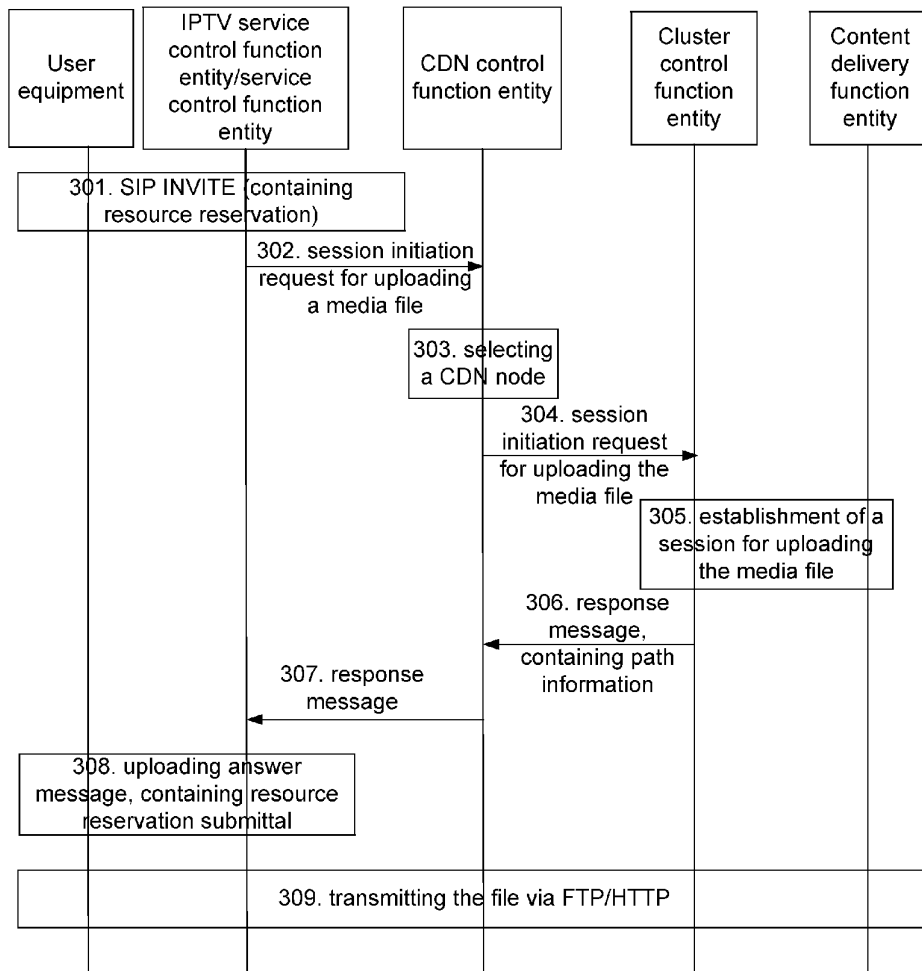 User
equipment
IPTV service
control function
entity/service
control function
entity
CDN control
function entity
Cluster
control
function
entity
Content
delivery
function
entity
301. SIP INVITE (containing
resource reservation)
302. session initiation
request for uploading
a media file
303. selecting
a CDN node
304. session
initiation request
for uploading the
media file
305. establishment of a
session for uploading
the media file
306. response
message,
containing path
information
307. response
message
308. uploading answer
message, containing resource
reservation submittal
309. transmitting the file via FTP/HTTP